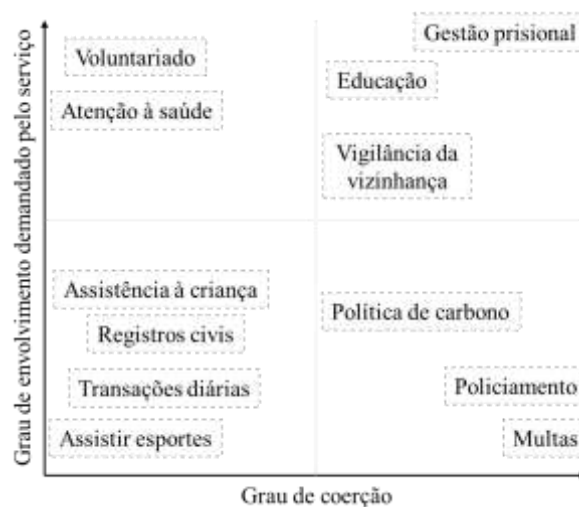 Grau de envolvimento demandado pelo serviço
Gestão prisional
Voluntariado
Educação
Atenção à saúde
Vigilância da
vizinhança
Assistência à criança
Política de carbono
Registros civis
Transações diárias
Policiamento
Assistir esportes
Multas
Grau de coerção